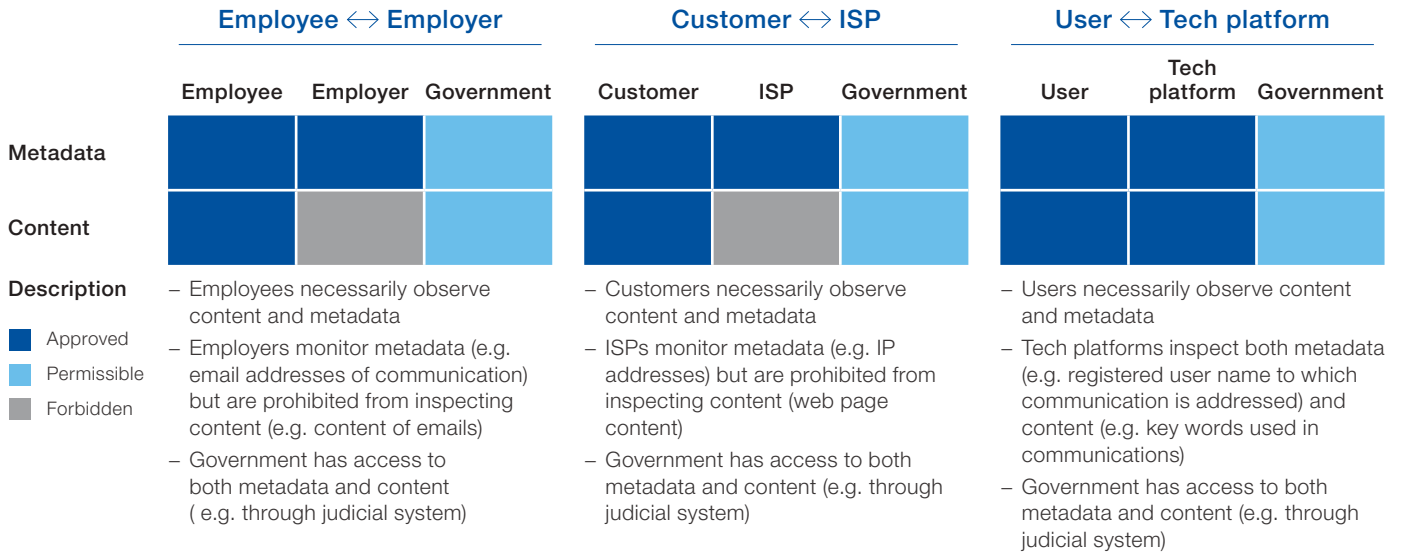 Employee ↔ Employer
Customer ↔ ISP
User ↔ Tech platform
Employee Employer Government
Customer ISP Government
User Tech platform Government
Metadata
Content
Description
Approved
Permissible
Forbidden
– Employees necessarily observe
content and metadata
– Employers monitor metadata (e.g.
email addresses of communication)
but are prohibited from inspecting
content (e.g. content of emails)
– Government has access to
both metadata and content
( e.g. through judicial system)
– Customers necessarily observe
content and metadata
– ISPs monitor metadata (e.g. IP
addresses) but are prohibited from
inspecting content (web page
content)
– Government has access to both
metadata and content (e.g. through
judicial system)
– Users necessarily observe content
and metadata
– Tech platforms inspect both metadata
(e.g. registered user name to which
communication is addressed) and
content (e.g. key words used in
communications)
– Government has access to both
metadata and content (e.g. through
judicial system)